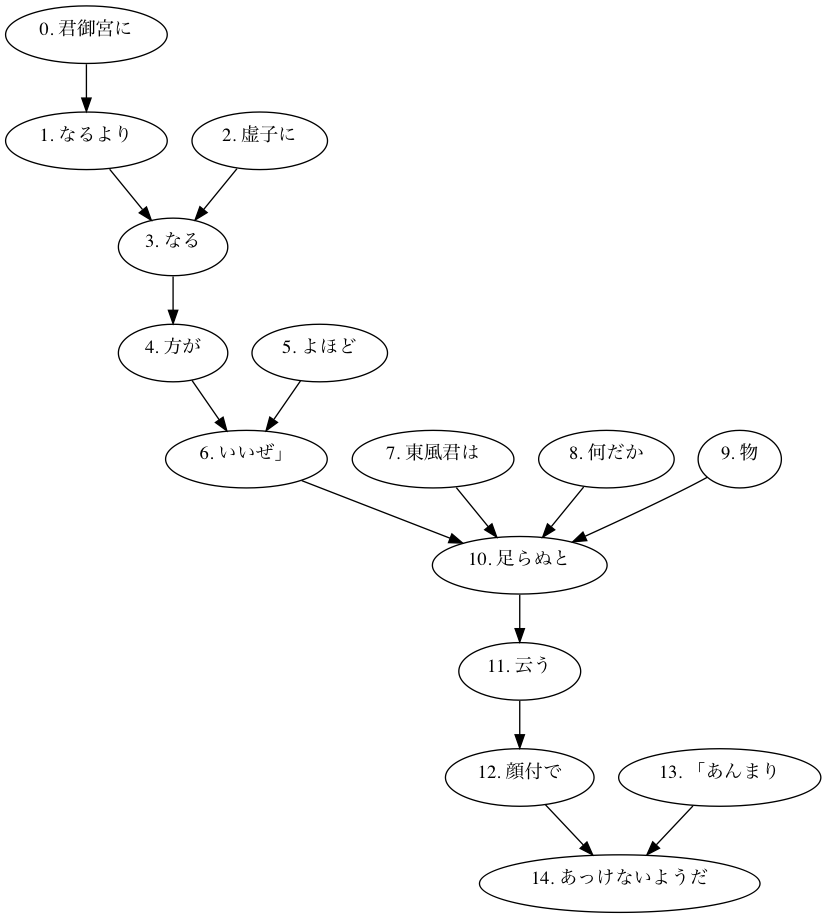 0. 君御宮に
1. なるより
2. 虚子に
3. なる
4. 方が
5. よほど
6. いいぜ」
7. 東風君は
8. 何だか
9. 物
10. 足らぬと
11. 云う
12. 顔付で
13. 「あんまり
14. あっけないようだ